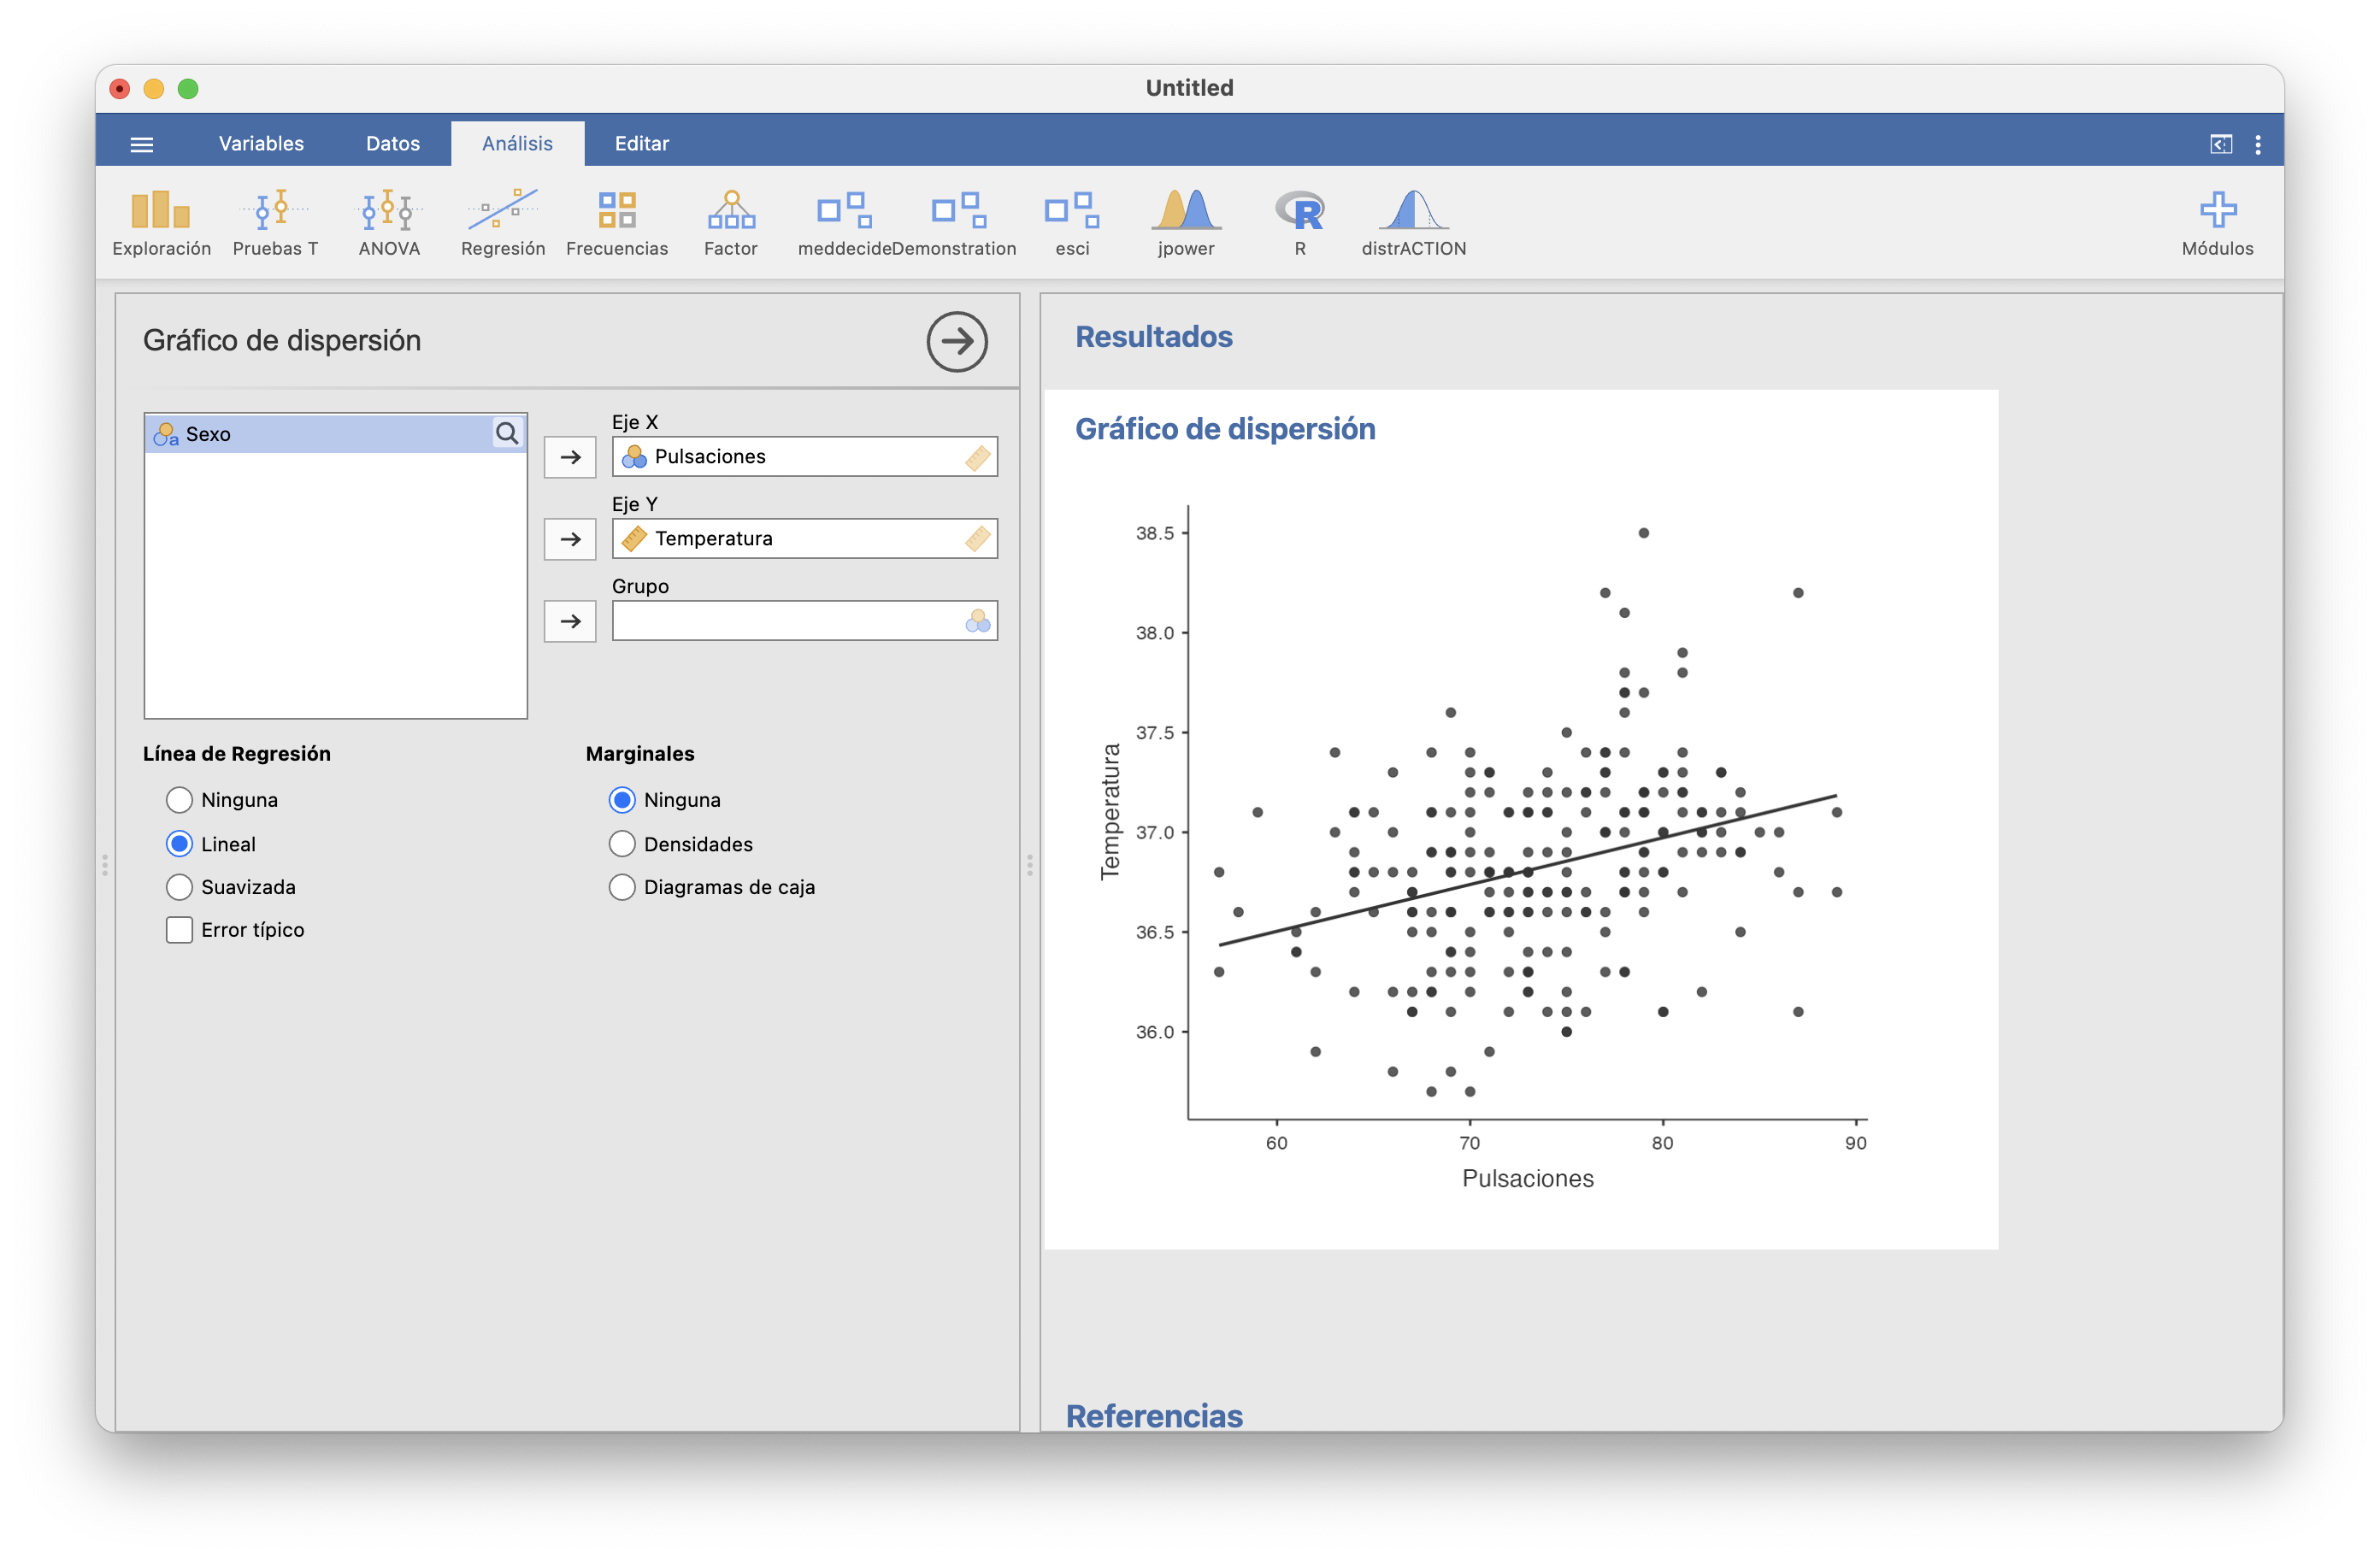 Untitled
Variables Datos Análisis Editar
Exploración Pruebas T ANOVA Regresión Frecuencias Factor meddecide Demonstration esci jpower R distrACTION Módulos
Gráfico de dispersión
Sexo
Eje X
Pulsaciones
Eje Y
Temperatura
Grupo
Línea de Regresión
Ninguna
Lineal
Suavizada
Error típico
Marginales
Ninguna
Densidades
Diagramas de caja
Resultados
Gráfico de dispersión
38.5
38.0
37.5
37.0
36.5
36.0
Temperatura
60 70 80 90
Pulsaciones
Referencias